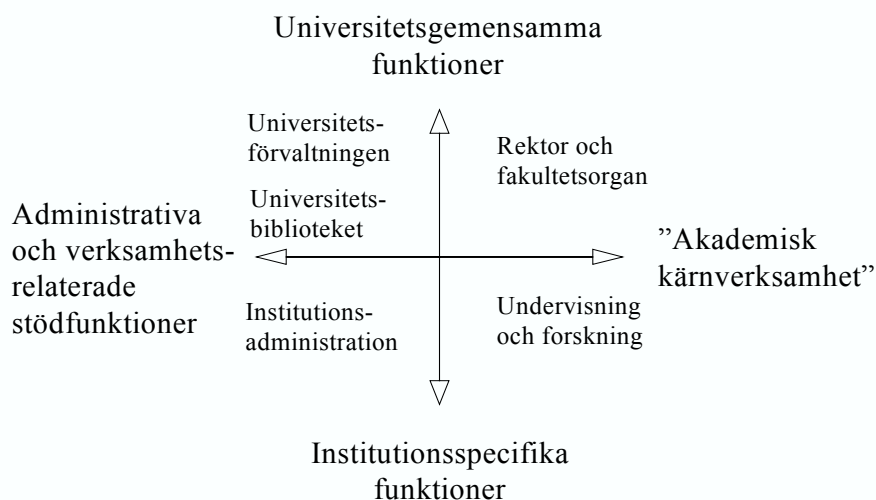 Universitetsgemensamma
funktioner
Universitets-
förvaltningen
Rektor och
fakultetsorgan
Universitets-
biblioteket
Administrativa
och verksamhets-
relaterade
stödfunktioner
”Akademisk
kärnverksamhet”
Institutions-
administration
Undervisning
och forskning
Institutionsspecifika
funktioner